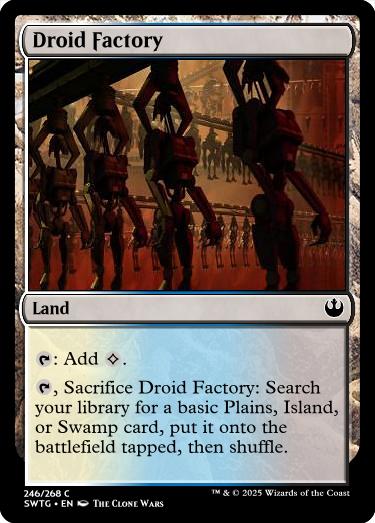 Droid Factory
Land
: Add .
, Sacrifice Droid Factory: Search
your library for a basic Plains, Island,
or Swamp card, put it onto the
battlefield tapped, then shuffle.
246/268 C
SWTG • EN The Clone Wars
™ & © 2025 Wizards of the Coast